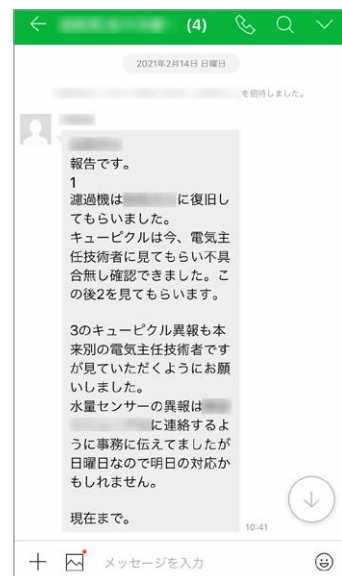 (4)
2021年2月14日 日曜日
を招待しました。
報告です。
1
濾過機は
に復旧し
てもらいました。
キュービクルは今、電気主
任技術者に見てもらい不具
合無し確認できました。こ
の後2を見てもらいます。
3のキュービクル異報も本
来別の電気主任技術者です
が見ていただくようにお願
いしました。
水量センサーの異報は
に連絡するよ
うに事務に伝えてましたが
日曜日なので明日の対応か
もしれません。
現在まで。
10:41
メッセージを入力